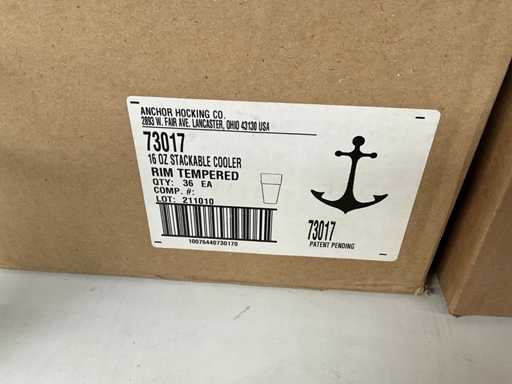 ANCHOR HOCKING CO.
2893 W. FAIR AVE. LANCASTER, OHIO 43130 USA
73017
16 OZ STACKABLE COOLER
RIM TEMPERED
QTY: 36 EA
COMP. #:
LOT: 211010
10076440730170
73017
PATENT PENDING